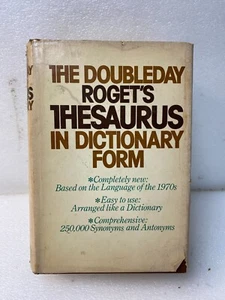 THE DOUBLEDAY
ROGET'S
THESAURUS
IN DICTIONARY
FORM
*Completely new:
Based on the Language of the 1970s
*Easy to use:
Arranged like a Dictionary
*Comprehensive:
250,000 Synonyms and Antonyms